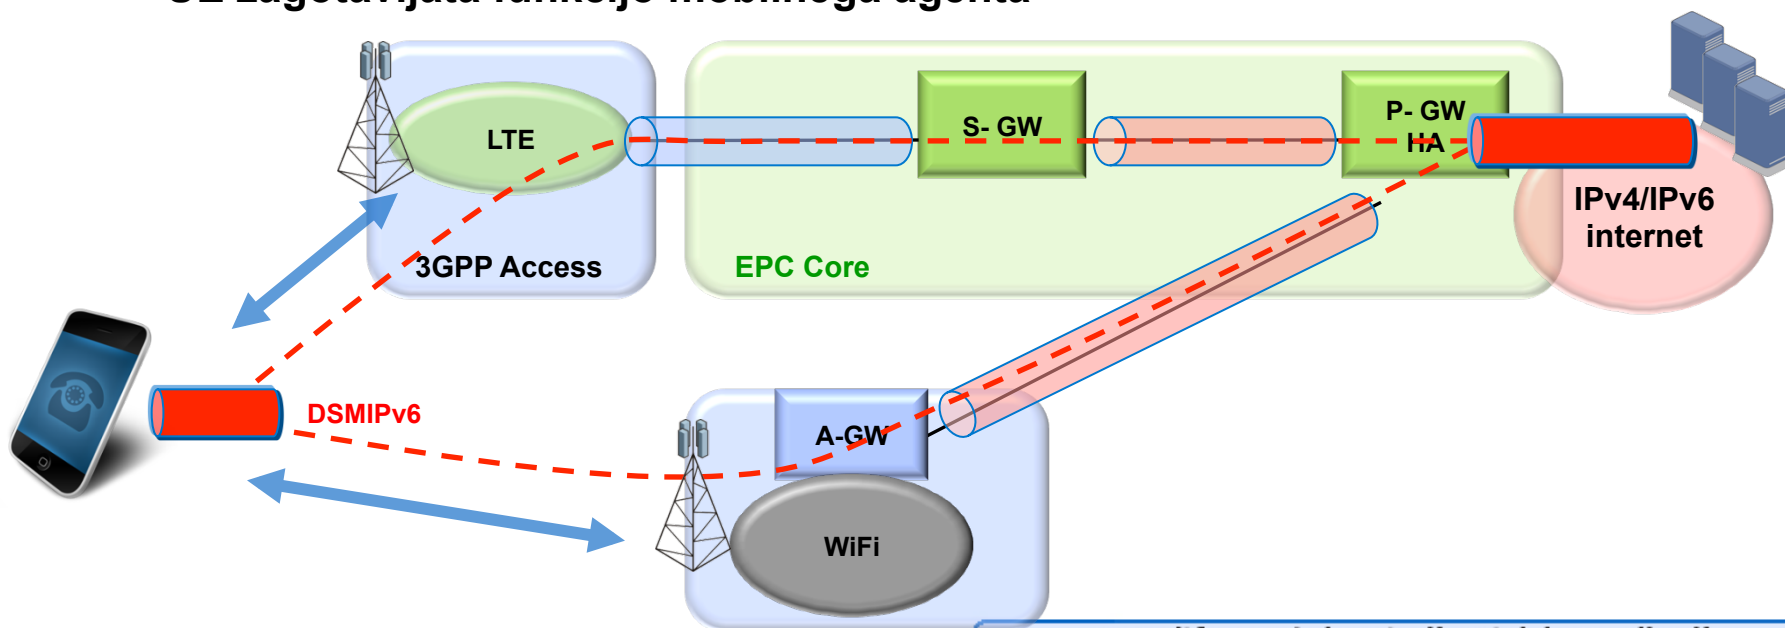 LTE
S- GW
P- GW
HA
IPv4/IPv6
internet
3GPP Access
EPC Core
DSMIPv6
A-GW
WiFi